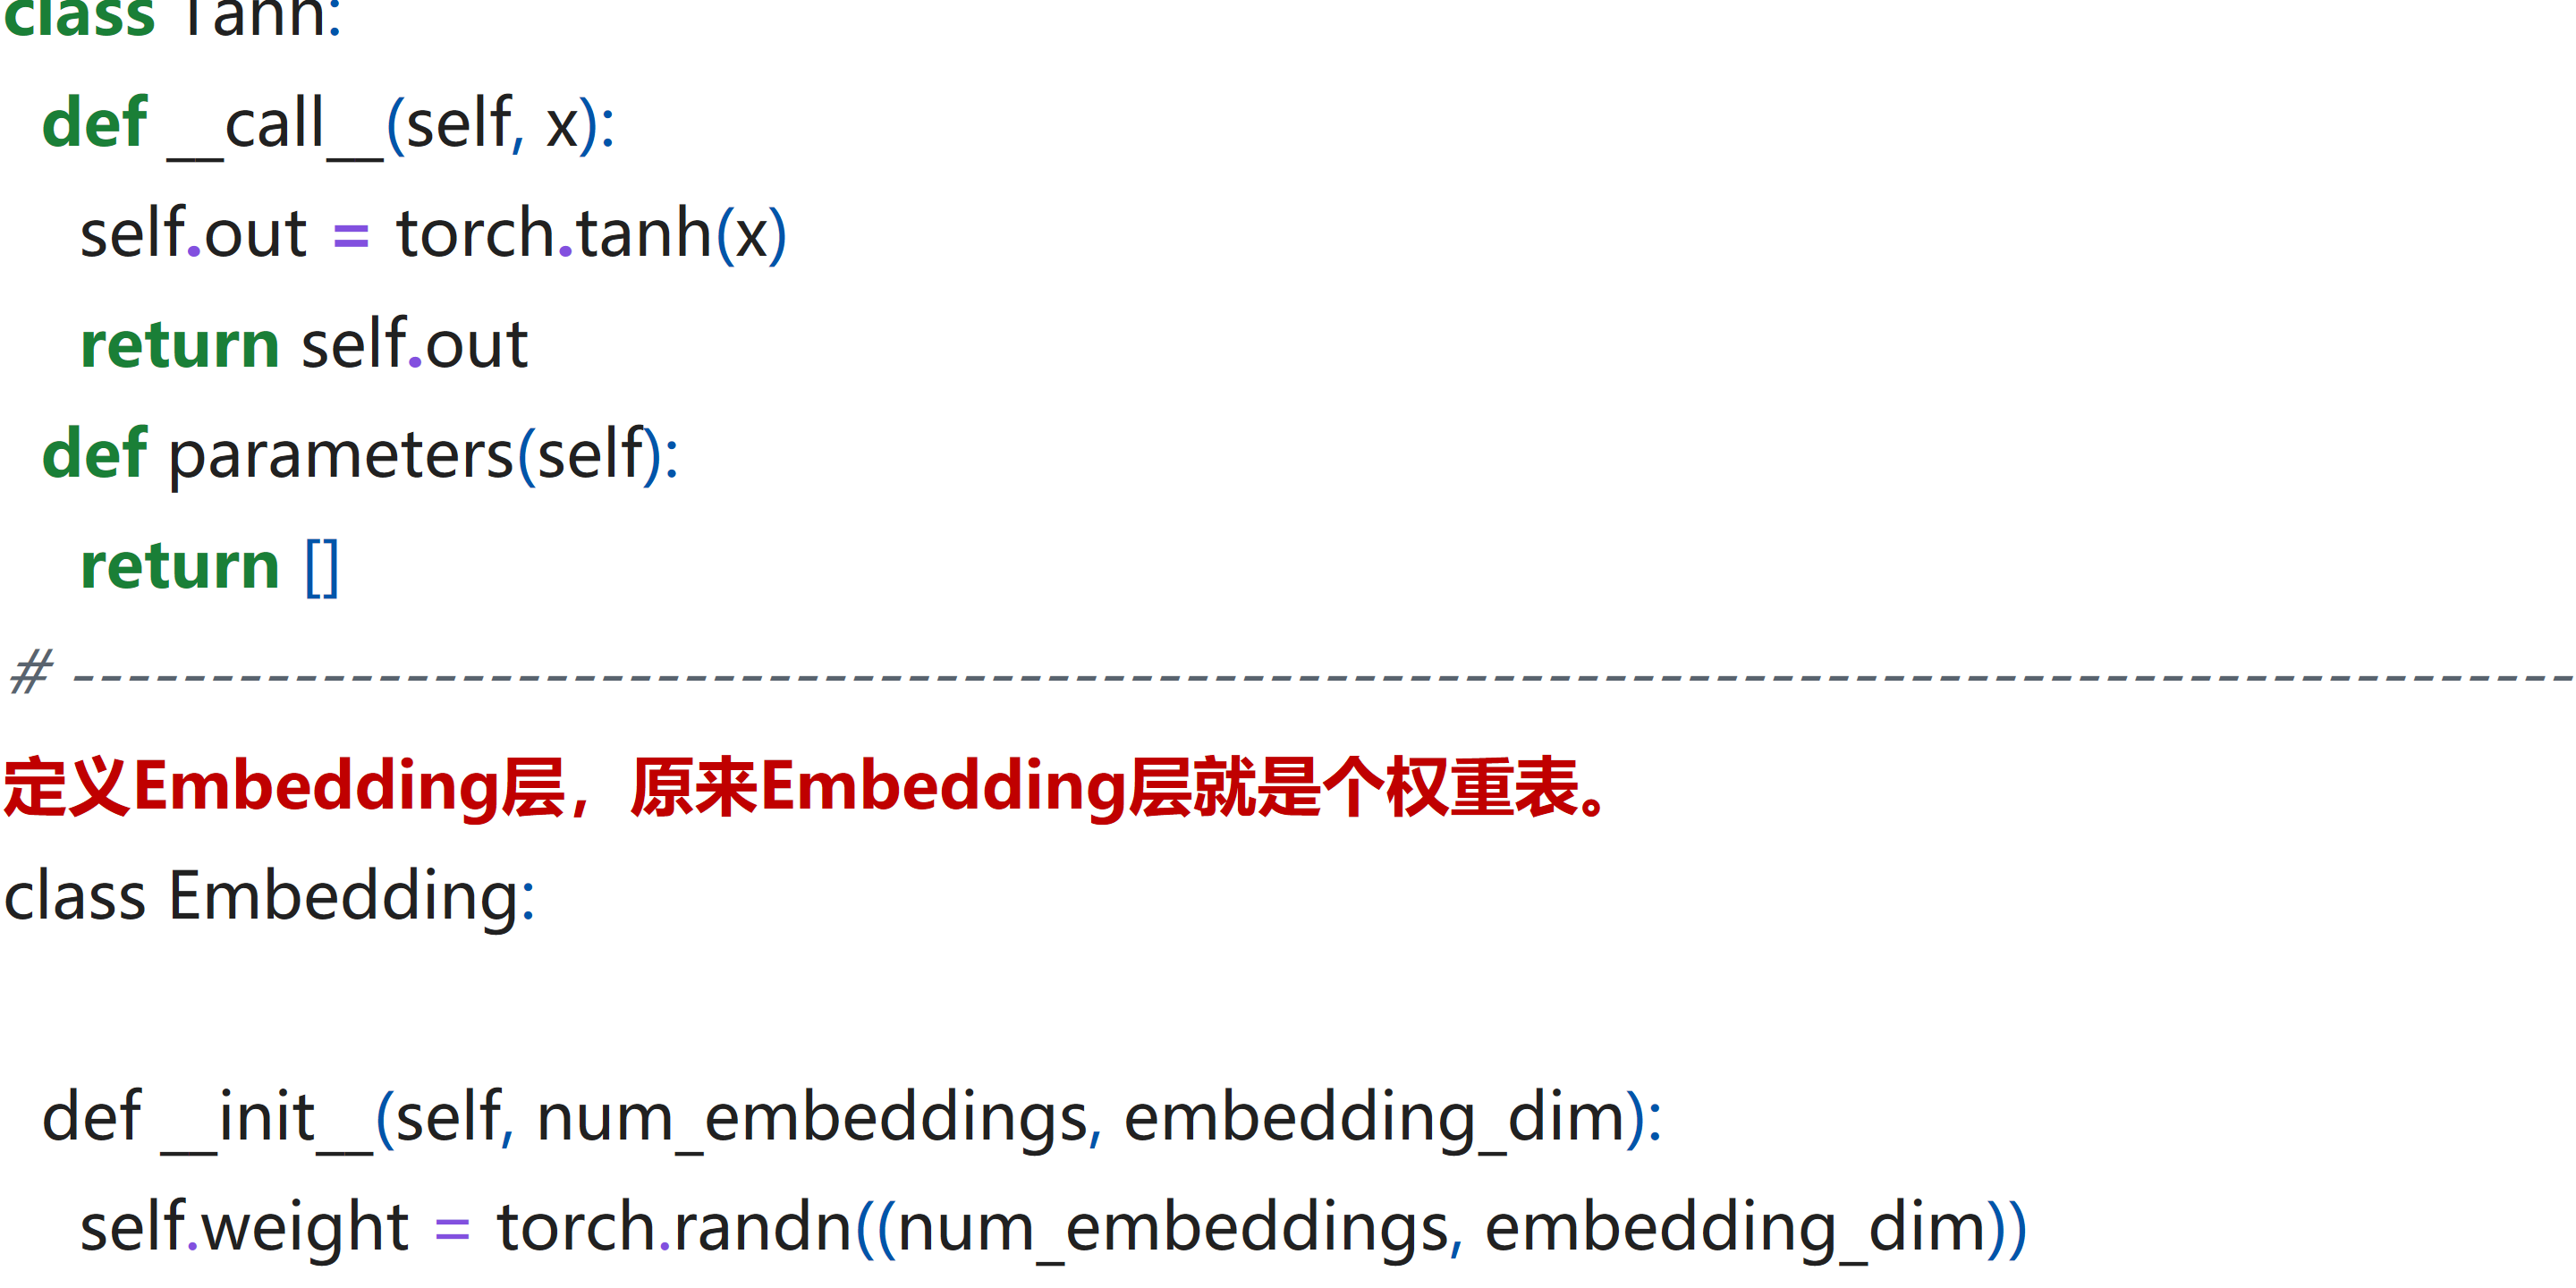 class Tanh:
def __call__(self, x):
self.out = torch.tanh(x)
return self.out
def parameters(self):
return []
# ------------------------------------------------------------------------------------------
定义Embedding层，原来Embedding层就是个权重表。
class Embedding:
def __init__(self, num_embeddings, embedding_dim):
self.weight = torch.randn((num_embeddings, embedding_dim))